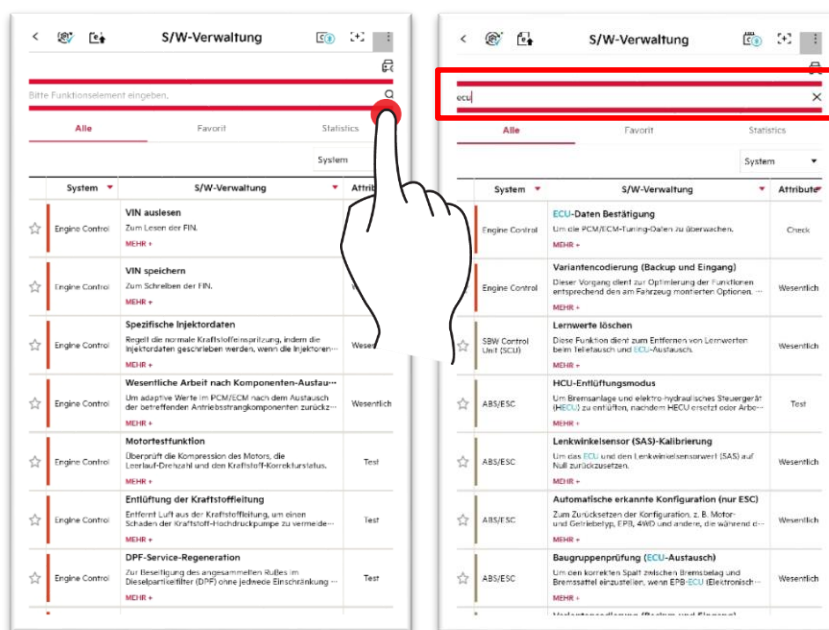 S/W-Verwaltung
Bitte Funktionselement eingeben.
Alle Favorit Statistics
System
System S/W-Verwaltung
VIN auslesen
Engine Control Zum Lesen der FIN.
MEHR +
VIN speichern
Engine Control Zum Schreiben der FIN.
MEHR +
Spezifische Injektordaten
Engine Control Regelt die normale Kraftstoffeinspritzung, indem die
Injektordaten geschrieben werden, wenn die Injektoren···
MEHR +
Wesentliche Arbeit nach Komponenten-Austau···
Engine Control Um adaptive Werte im PCM/ECM nach dem Austausch Wesentlich
der betreffenden Antriebsstrangkomponenten zurückz···
MEHR +
Motortestfunktion
Engine Control Überprüft die Kompression des Motors, die Test
Leerlauf-Drehzahl und den Kraftstoff-Korrekturstatus.
MEHR +
Entlüftung der Kraftstoffleitung
Engine Control Entfernt Luft aus der Kraftstoffleitung, um einen Test
Schaden der Kraftstoff-Hochdruckpumpe zu vermeide···
MEHR +
DPF-Service-Regeneration
Engine Control Zur Beseitigung des angesammelten Rußes im Test
Dieselpartikelfilter (DPF) ohne jedwede Einschränkung ···
MEHR +
S/W-Verwaltung
ecu
Alle Favorit Statistics
System
System S/W-Verwaltung Attribute
ECU-Daten Bestätigung
Engine Control Um die PCM/ECM-Tuning-Daten zu überwachen. Check
MEHR +
Variantencodierung (Backup und Eingang)
Engine Control Dieser Vorgang dient zur Optimierung der Funktionen Wesentlich
entsprechend den am Fahrzeug montierten Optionen. ···
MEHR +
Lernwerte löschen
SBW Control Diese Funktion dient zum Entfernen von Lernwerten Wesentlich
Unit (SCU) beim Teiletausch und ECU-Austausch.
MEHR +
HCU-Entlüftungsmodus
ABS/ESC Um Bremsanlage und elektro-hydraulisches Steuergerät Test
(HECU) zu entlüften, nachdem HECU ersetzt oder Arbe···
MEHR +
Lenkwinkelsensor (SAS)-Kalibrierung
ABS/ESC Um das ECU und den Lenkwinkelsensorwert (SAS) auf Wesentlich
Null zurückzusetzen.
MEHR +
Automatische erkannte Konfiguration (nur ESC)
ABS/ESC Zum Zurücksetzen der Konfiguration, z. B. Motor- Wesentlich
und Getriebetyp, EPB, 4WD und andere, die während d···
MEHR +
Baugruppenprüfung (ECU-Austausch)
ABS/ESC Um den korrekten Spalt zwischen Bremsbelag und Wesentlich
Bremssattel einzustellen, wenn EPB-ECU (Elektronisch···
MEHR +